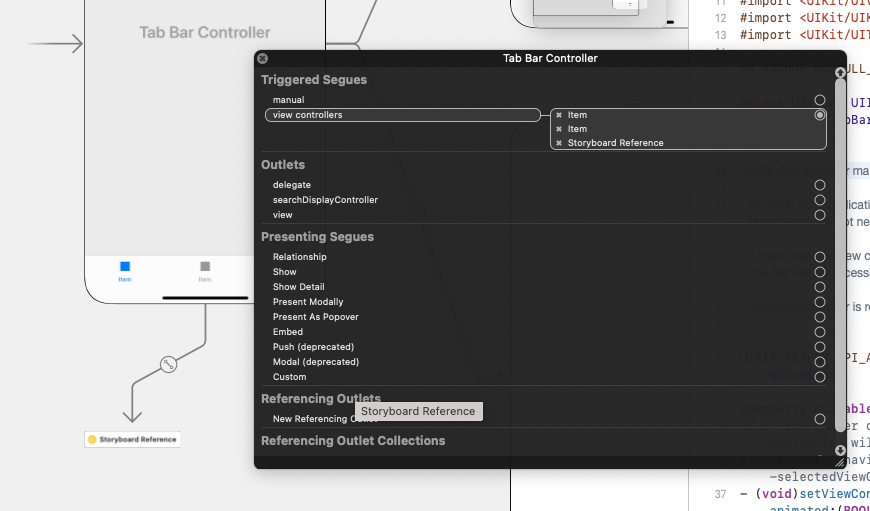 11 #import <UIKit/UIV
12 #import <UIKit/UIK
13 #import <UIKit/UIT
Tab Bar Controller
Tab Bar Controller
Triggered Segues
manual
view controllers
Item
Item
Storyboard Reference
Outlets
delegate
searchDisplayController
view
Presenting Segues
Relationship
Show
Show Detail
Present Modally
Present As Popover
Embed
Push (deprecated)
Modal (deprecated)
Custom
Referencing Outlets
New Referencing Outlet
Storyboard Reference
Referencing Outlet Collections
Item
Item
Storyboard Reference
-selectedViewC
37 - (void)setViewCon
animated:(BOOL